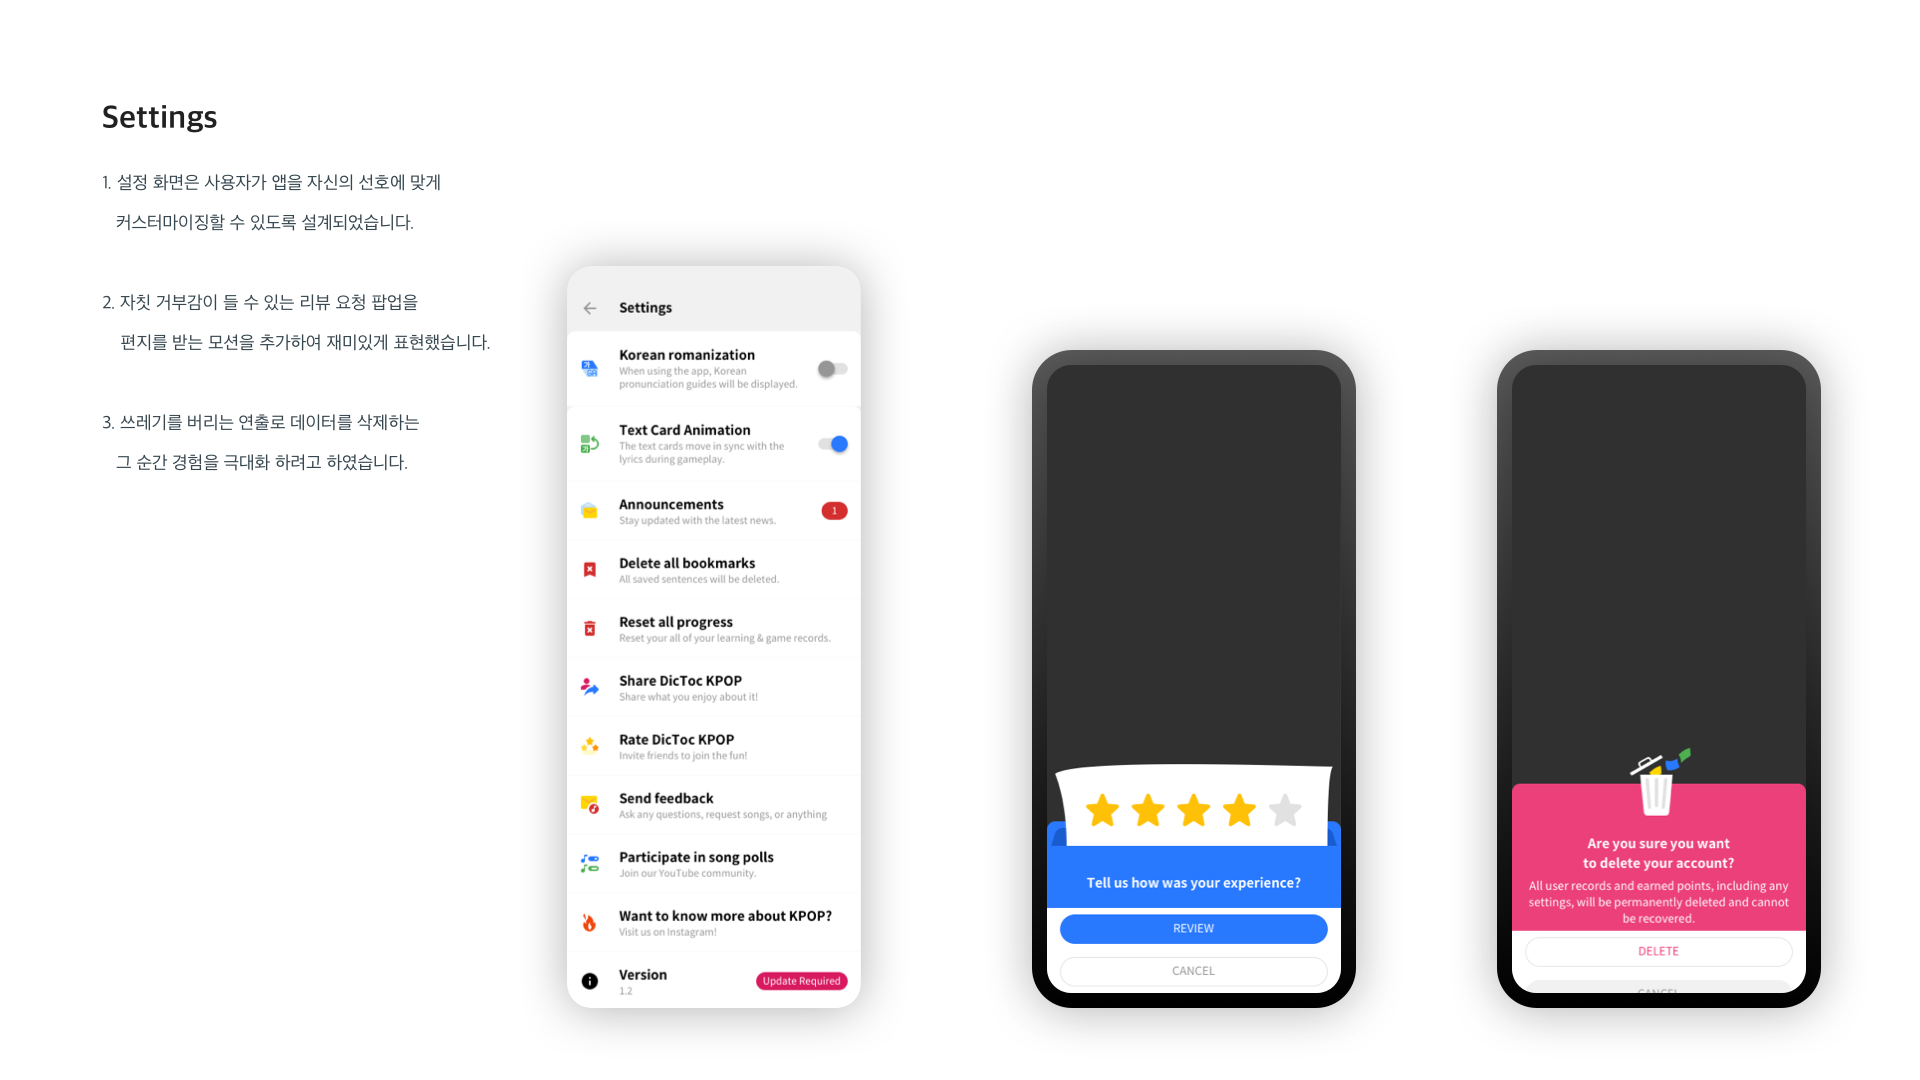 Settings
1. 설정 화면은 사용자가 앱을 자신의 선호에 맞게
커스터마이징할 수 있도록 설계되었습니다.
2. 자칫 거부감이 들 수 있는 리뷰 요청 팝업을
편지를 받는 모션을 추가하여 재미있게 표현했습니다.
3. 쓰레기를 버리는 연출로 데이터를 삭제하는
그 순간 경험을 극대화 하려고 하였습니다.
Settings
Korean romanization
When using the app, Korean
pronunciation guides will be displayed.
Text Card Animation
The text cards move in sync with the
lyrics during gameplay.
Announcements
Stay updated with the latest news.
1
Delete all bookmarks
All saved sentences will be deleted.
Reset all progress
Reset your all of your learning & game records.
Share DicToc KPOP
Share what you enjoy about it!
Rate DicToc KPOP
Invite friends to join the fun!
Send feedback
Ask any questions, request songs, or anything
Participate in song polls
Join our YouTube community.
Want to know more about KPOP?
Visit us on Instagram!
Version
1.2
Update Required
Tell us how was your experience?
REVIEW
CANCEL
Are you sure you want
to delete your account?
All user records and earned points, including any
settings, will be permanently deleted and cannot
be recovered.
DELETE
CANCEL